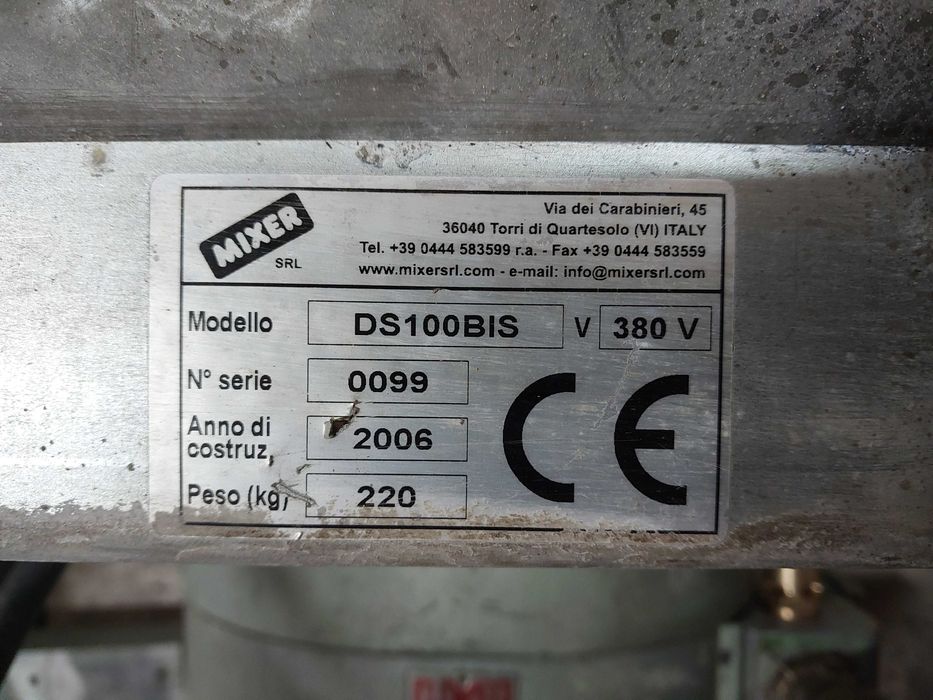 MIXER
SRL
Via dei Carabinieri, 45
36040 Torri di Quartesolo (VI) ITALY
Tel. +39 0444 583599 r.a. - Fax +39 0444 583559
www.mixersrl.com - e-mail: info@mixersrl.com
Modello DS100BIS V 380 V
N° serie 0099
Anno di
costruz. 2006
Peso (kg) 220
CE